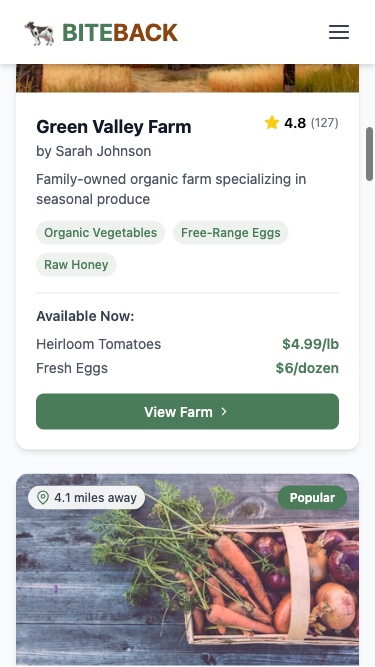 BITEBACK
Green Valley Farm
4.8 (127)
by Sarah Johnson
Family-owned organic farm specializing in
seasonal produce
Organic Vegetables
Free-Range Eggs
Raw Honey
Available Now:
Heirloom Tomatoes $4.99/lb
Fresh Eggs $6/dozen
View Farm
4.1 miles away
Popular